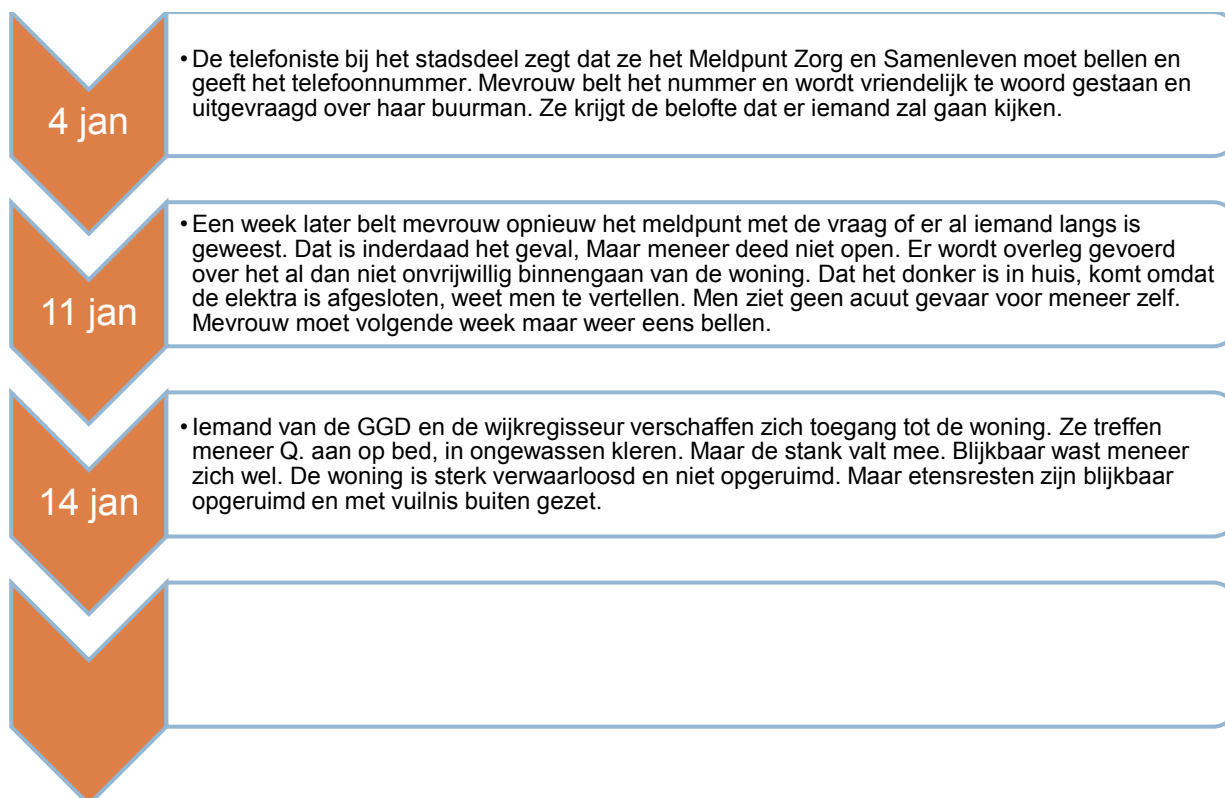 4 jan
• De telefoniste bij het stadsdeel zegt dat ze het Meldpunt Zorg en Samenleven moet bellen en
geeft het telefoonnummer. Mevrouw belt het nummer en wordt vriendelijk te woord gestaan en
uitgevraagd over haar buurman. Ze krijgt de belofte dat er iemand zal gaan kijken.
11 jan
• Een week later belt mevrouw opnieuw het meldpunt met de vraag of er al iemand langs is
geweest. Dat is inderdaad het geval, Maar meneer deed niet open. Er wordt overleg gevoerd
over het al dan niet onvrijwillig binnengaan van de woning. Dat het donker is in huis, komt omdat
de elektra is afgesloten, weet men te vertellen. Men ziet geen acuut gevaar voor meneer zelf.
Mevrouw moet volgende week maar weer eens bellen.
14 jan
• Iemand van de GGD en de wijkregisseur verschaffen zich toegang tot de woning. Ze treffen
meneer Q. aan op bed, in ongewassen kleren. Maar de stank valt mee. Blijkbaar wast meneer
zich wel. De woning is sterk verwaarloosd en niet opgeruimd. Maar etensresten zijn blijkbaar
opgeruimd en met vuilnis buiten gezet.